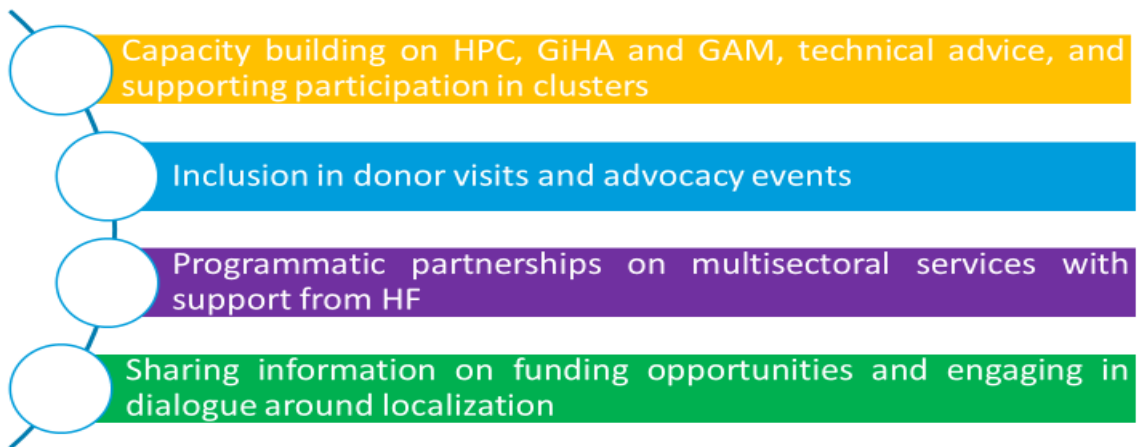 Capacity building on HPC, GiHA and GAM, technical advice, and
supporting participation in clusters
Inclusion in donor visits and advocacy events
Programmatic partnerships on multisectoral services with
support from HF
Sharing information on funding opportunities and engaging in
dialogue around localization